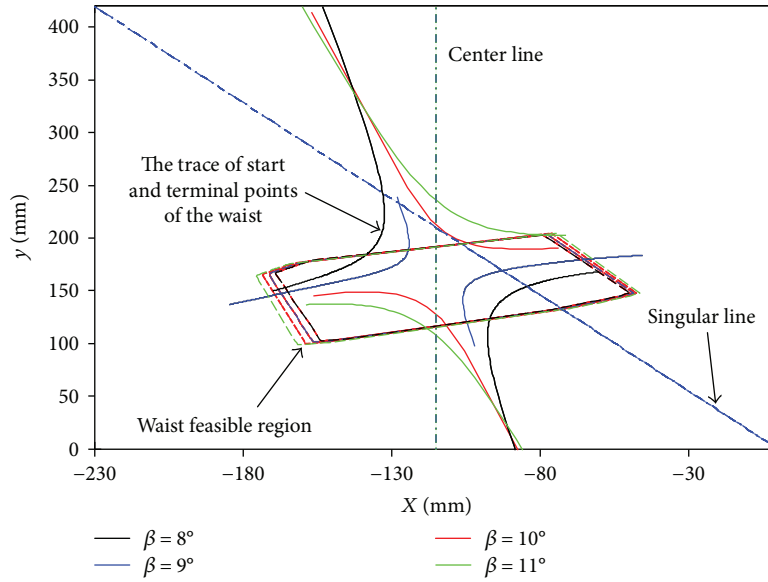 400
350
300
250
200
150
100
50
0
y (mm)
−230
−180
−130
−80
−30
X (mm)
Center line
The trace of start
and terminal points
of the waist
Singular line
Waist feasible region
β = 8°
β = 10°
β = 9°
β = 11°